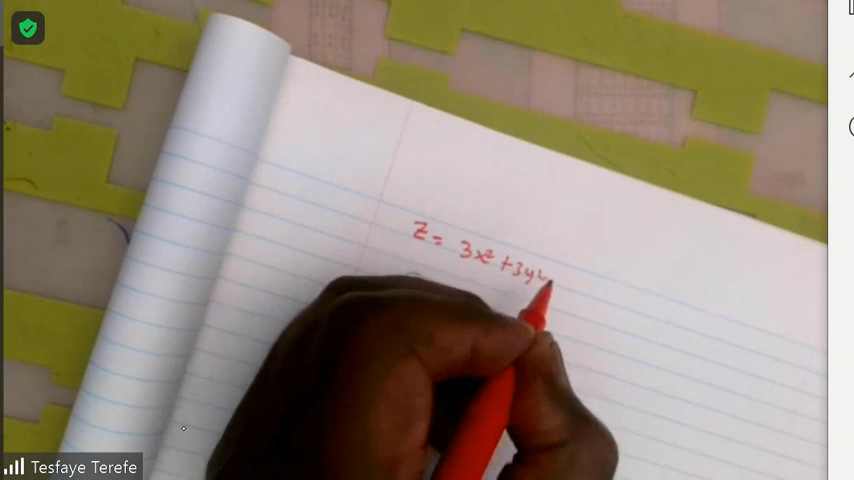 z = 3x² + 3y²
Tesfaye Terefe